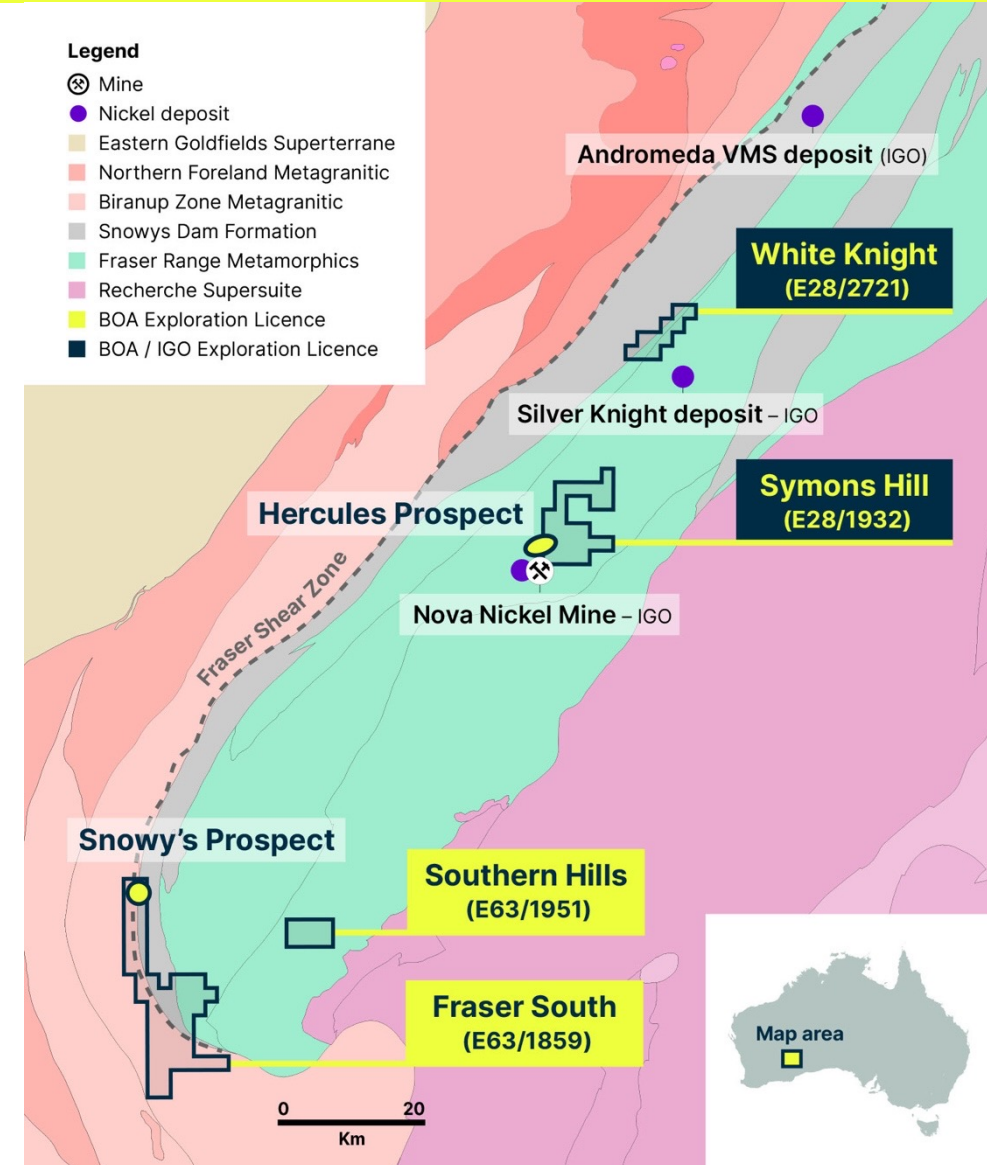 Legend
Mine
Nickel deposit
Eastern Goldfields Superterrane
Northern Foreland Metagranitic
Biranup Zone Metagranitic
Snowys Dam Formation
Fraser Range Metamorphics
Recherche Supersuite
BOA Exploration Licence
BOA / IGO Exploration Licence
Andromeda VMS deposit (IGO)
White Knight
(E28/2721)
Silver Knight deposit – IGO
Symons Hill
(E28/1932)
Hercules Prospect
Nova Nickel Mine – IGO
Fraser Shear Zone
Snowy’s Prospect
Southern Hills
(E63/1951)
Fraser South
(E63/1859)
0 20
Km
Map area